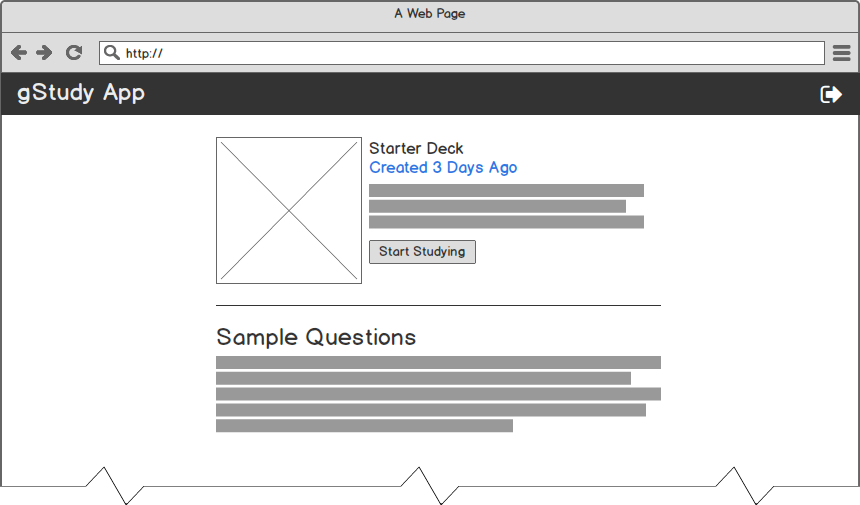 A Web Page
http://
gStudy App
Starter Deck
Created 3 Days Ago
Start Studying
Sample Questions